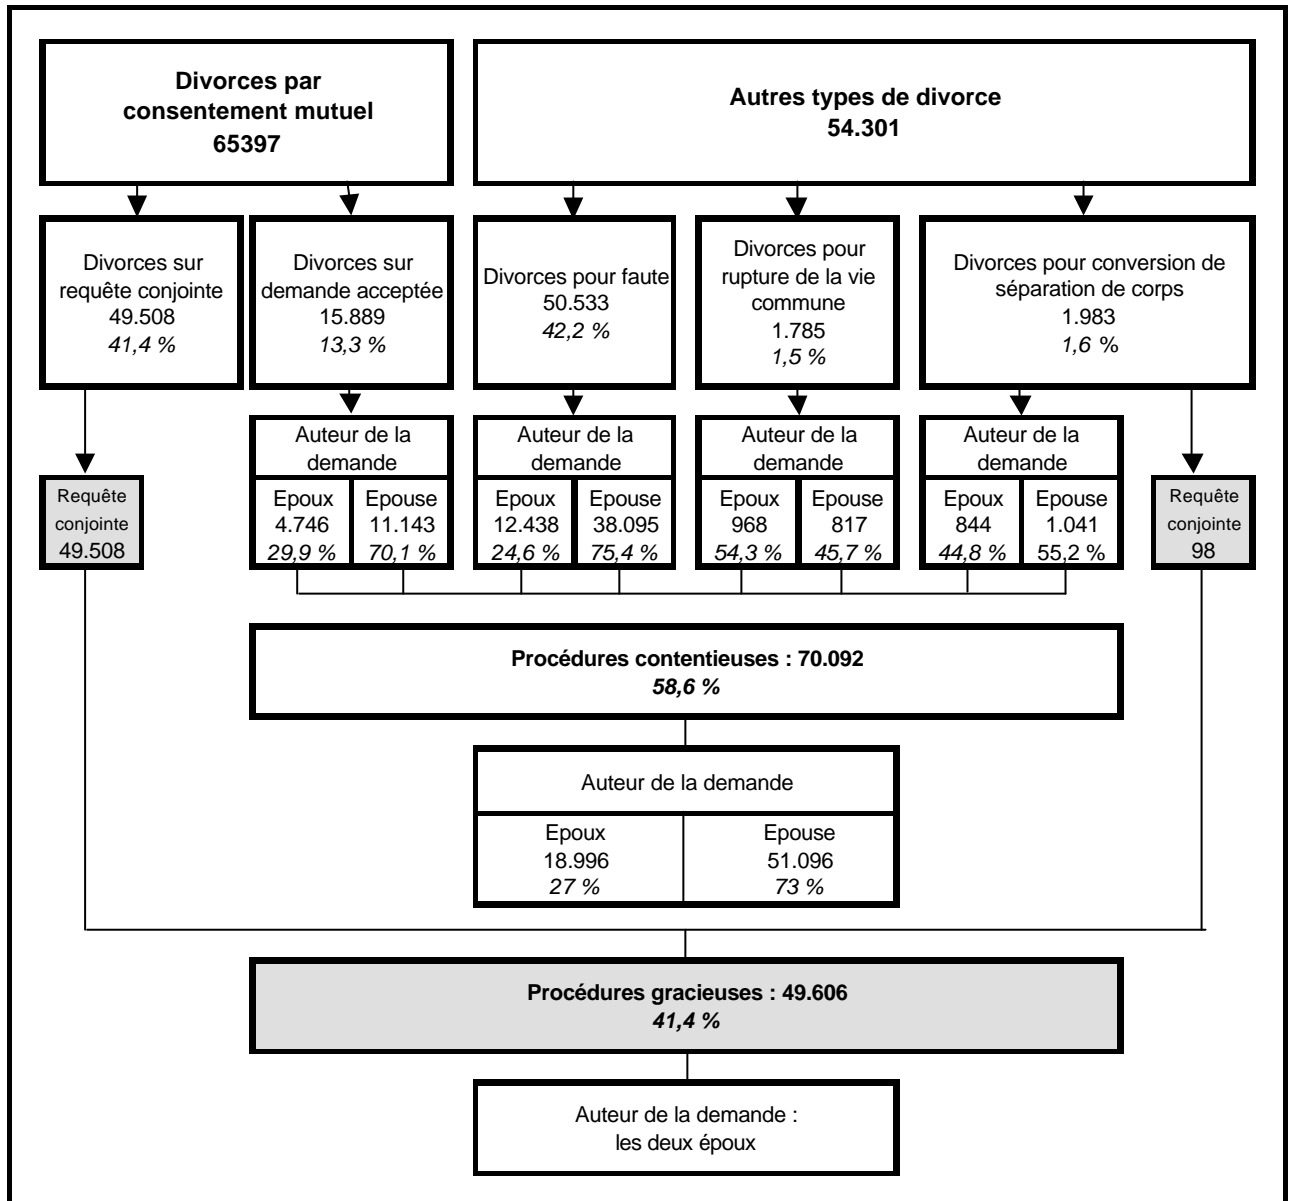 Divorces par
consentement mutuel
65397
Autres types de divorce
54.301
Divorces sur
requête conjointe
49.508
41,4 %
Divorces sur
demande acceptée
15.889
13,3 %
Divorces pour faute
50.533
42,2 %
Divorces pour
rupture de la vie
commune
1.785
1,5 %
Divorces pour conversion de
séparation de corps
1.983
1,6 %
Requête
conjointe
49.508
Auteur de la
demande
Epoux
4.746
29,9 %
Epouse
11.143
70,1 %
Auteur de la
demande
Epoux
12.438
24,6 %
Epouse
38.095
75,4 %
Auteur de la
demande
Epoux
968
54,3 %
Epouse
817
45,7 %
Auteur de la
demande
Epoux
844
44,8 %
Epouse
1.041
55,2 %
Requête
conjointe
98
Procédures contentieuses : 70.092
58,6 %
Auteur de la demande
Epoux
18.996
27 %
Epouse
51.096
73 %
Procédures gracieuses : 49.606
41,4 %
Auteur de la demande :
les deux époux